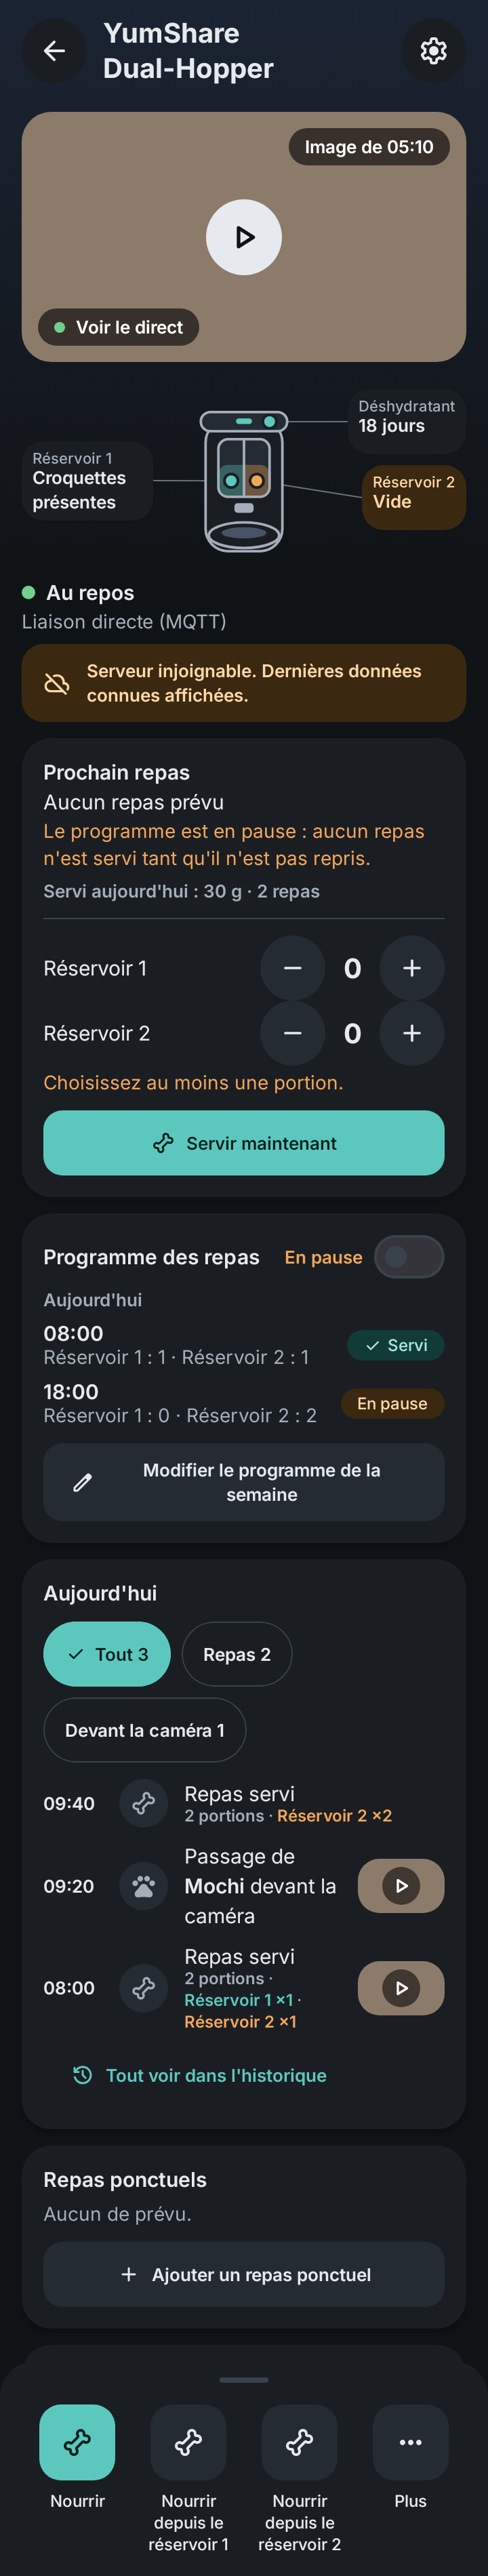 YumShare
Dual-Hopper
Image de 05:10
Voir le direct
Déshydratant
18 jours
Réservoir 1
Croquettes
présentes
Réservoir 2
Vide
Au repos
Liaison directe (MQTT)
Serveur injoignable. Dernières données
connues affichées.
Prochain repas
Aucun repas prévu
Le programme est en pause : aucun repas
n'est servi tant qu'il n'est pas repris.
Servi aujourd'hui : 30 g · 2 repas
Réservoir 1
0
Réservoir 2
0
Choisissez au moins une portion.
Servir maintenant
Programme des repas
En pause
Aujourd'hui
08:00
Réservoir 1 : 1 · Réservoir 2 : 1
Servi
18:00
Réservoir 1 : 0 · Réservoir 2 : 2
En pause
Modifier le programme de la
semaine
Aujourd'hui
Tout 3
Repas 2
Devant la caméra 1
09:40
Repas servi
2 portions · Réservoir 2 ×2
09:20
Passage de
Mochi devant la
caméra
08:00
Repas servi
2 portions ·
Réservoir 1 ×1 ·
Réservoir 2 ×1
Tout voir dans l'historique
Repas ponctuels
Aucun de prévu.
Ajouter un repas ponctuel
Nourrir
Nourrir
depuis le
réservoir 1
Nourrir
depuis le
réservoir 2
Plus